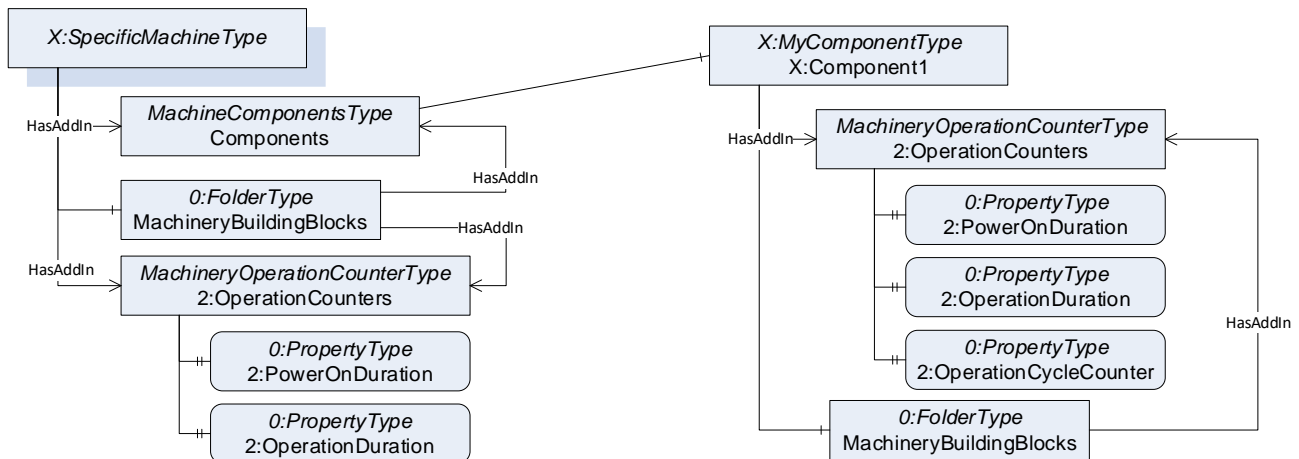 X:SpecificMachineType
HasAddIn
MachineComponentsType
Components
HasAddIn
0:FolderType
MachineryBuildingBlocks
HasAddIn
HasAddIn
MachineryOperationCounterType
2:OperationCounters
0:PropertyType
2:PowerOnDuration
0:PropertyType
2:OperationDuration
X:MyComponentType
X:Component1
HasAddIn
MachineryOperationCounterType
2:OperationCounters
0:PropertyType
2:PowerOnDuration
0:PropertyType
2:OperationDuration
HasAddIn
0:PropertyType
2:OperationCycleCounter
0:FolderType
MachineryBuildingBlocks